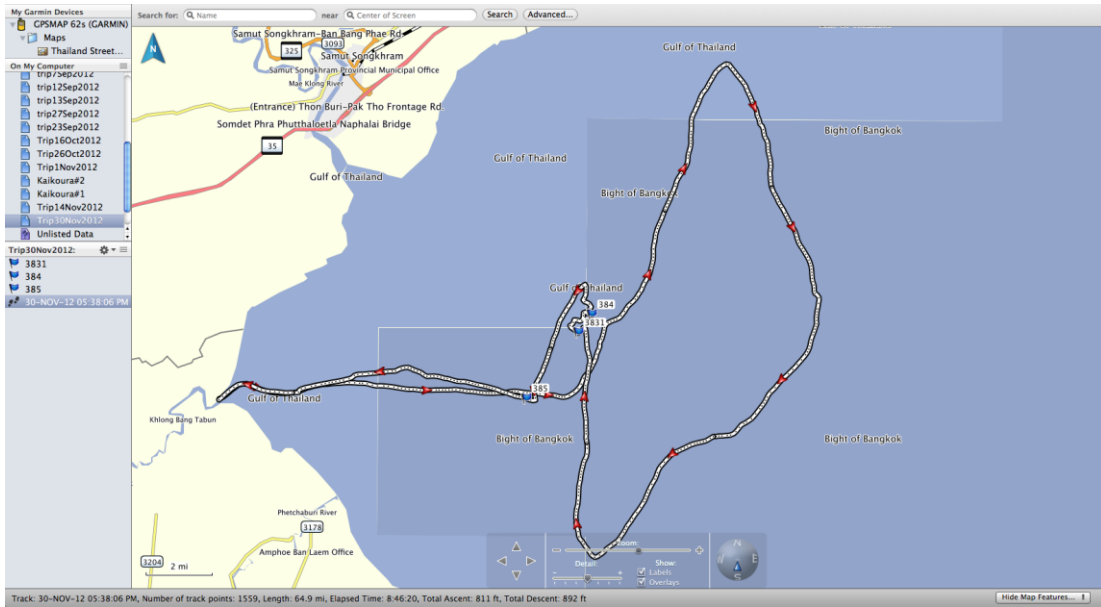 My Garmin Devices
GPSMAP 62s (GARMIN)
Maps
Thailand Street...
On My Computer
trip7Sep2012
trip12Sep2012
trip13Sep2012
trip27Sep2012
trip23Sep2012
Trip16Oct2012
Trip26Oct2012
Trip1Nov2012
Kaikoura#2
Kaikoura#1
Trip14Nov2012
Trip30Nov2012
Unlisted Data
Trip30Nov2012:
3831
384
385
30-NOV-12 05:38:06 PM
Search for: Name near Center of Screen Search Advanced...
N
Samut Songkhram-Ban Bang Phae Rd
3093
325
Samut Songkhram
Samut Songkhram Provincial Municipal Office
Mae Klong River
(Entrance) Thon Buri-Pak Tho Frontage Rd.
Somdet Phra Phutthaloetla Naphalai Bridge
35
Gulf of Thailand
Gulf of Thailand
Bight of Bangkok
Gulf of Thailand
Bight of Bangkok
Gulf of Thailand
384
3831
385
Gulf of Thailand
Khlong Bang Tabun
Bight of Bangkok
Bight of Bangkok
Phetchaburi River
3178
Amphoe Ban Laem Office
3204
2 mi
Zoom:
Detail:
Show:
Labels
Overlays
N
E
S
Track: 30-NOV-12 05:38:06 PM, Number of track points: 1559, Length: 64.9 mi, Elapsed Time: 8:46:20, Total Ascent: 811 ft, Total Descent: 892 ft
Hide Map Features...